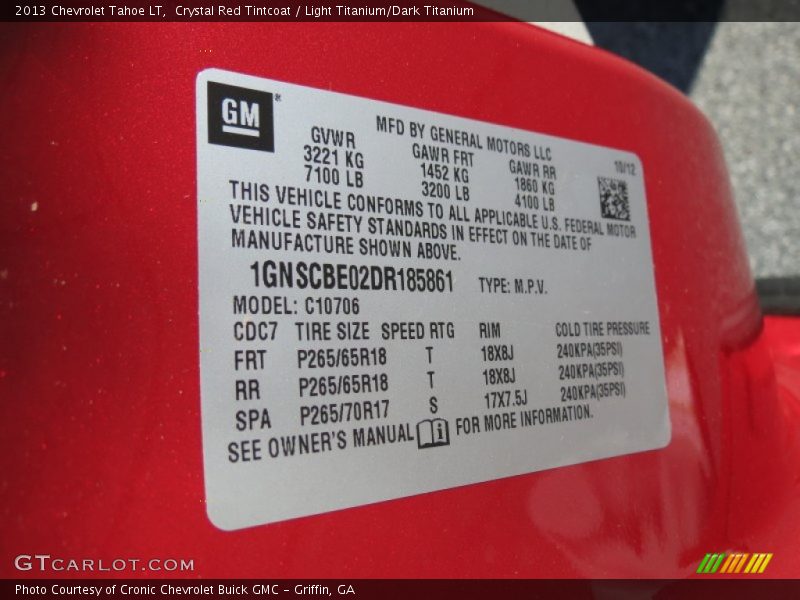 2013 Chevrolet Tahoe LT, Crystal Red Tintcoat / Light Titanium/Dark Titanium
GM®
MFD BY GENERAL MOTORS LLC
10/12
GVWR GAWR FRT GAWR RR
3221 KG 1452 KG 1860 KG
7100 LB 3200 LB 4100 LB
THIS VEHICLE CONFORMS TO ALL APPLICABLE U.S. FEDERAL MOTOR
VEHICLE SAFETY STANDARDS IN EFFECT ON THE DATE OF
MANUFACTURE SHOWN ABOVE.
1GNSCBE02DR185861 TYPE: M.P.V.
MODEL: C10706
CDC7 TIRE SIZE SPEED RTG RIM COLD TIRE PRESSURE
FRT P265/65R18 T 18X8J 240KPA(35PSI)
RR P265/65R18 T 18X8J 240KPA(35PSI)
SPA P265/70R17 S 17X7.5J 240KPA(35PSI)
SEE OWNER'S MANUAL i FOR MORE INFORMATION.
GTCARLOT.COM
Photo Courtesy of Cronic Chevrolet Buick GMC – Griffin, GA